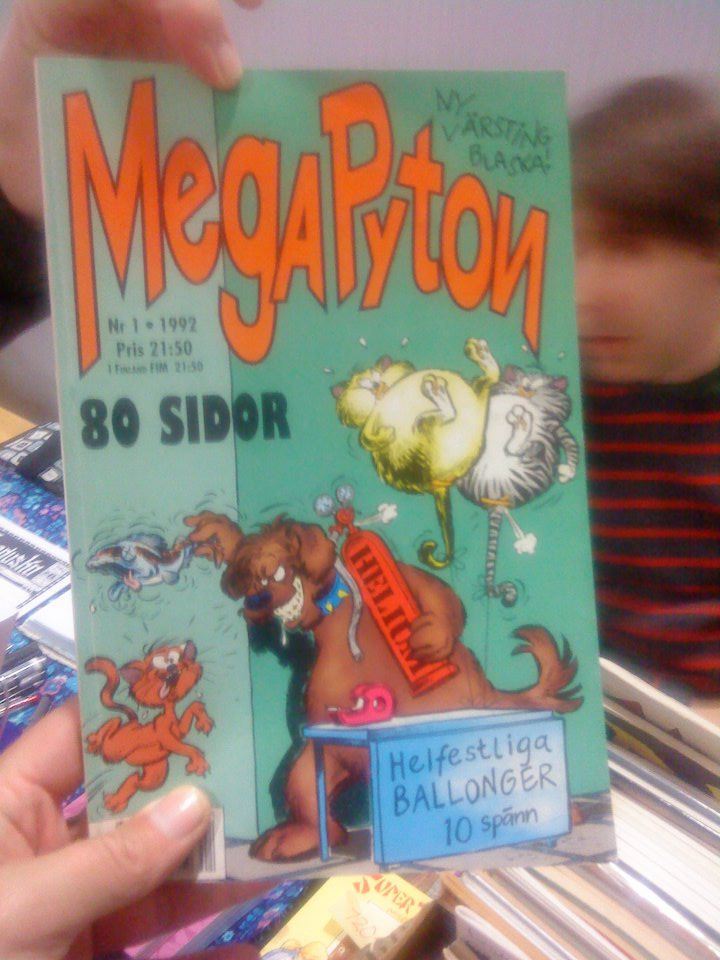 NY
VÄRSTING
BLASKA!
MegaPyton
Nr 1 • 1992
Pris 21:50
I FINLAND FIM 21:50
80 SIDOR
HELIUM
Helfestliga
BALLONGER
10 spänn